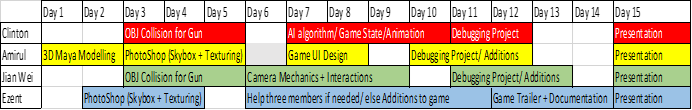 Day 1 Day 2 Day 3 Day 4 Day 5 Day 6 Day 7 Day 8 Day 9 Day 10 Day 11 Day 12 Day 13 Day 14 Day 15
Clinton OBJ Collision for Gun AI algorithm/ Game State/Animation Debugging Project Presentation
Amirul 3D Maya Modelling PhotoShop (Skybox + Texturing) Game UI Design Debugging Project/ Additions Presentation
Jian Wei OBJ Collision for Gun Camera Mechanics + Interactions Debugging Project/ Additions Presentation
Ezent PhotoShop (Skybox + Texturing) Help three members if needed/ else Additions to game Game Trailer + Documentation Presentation